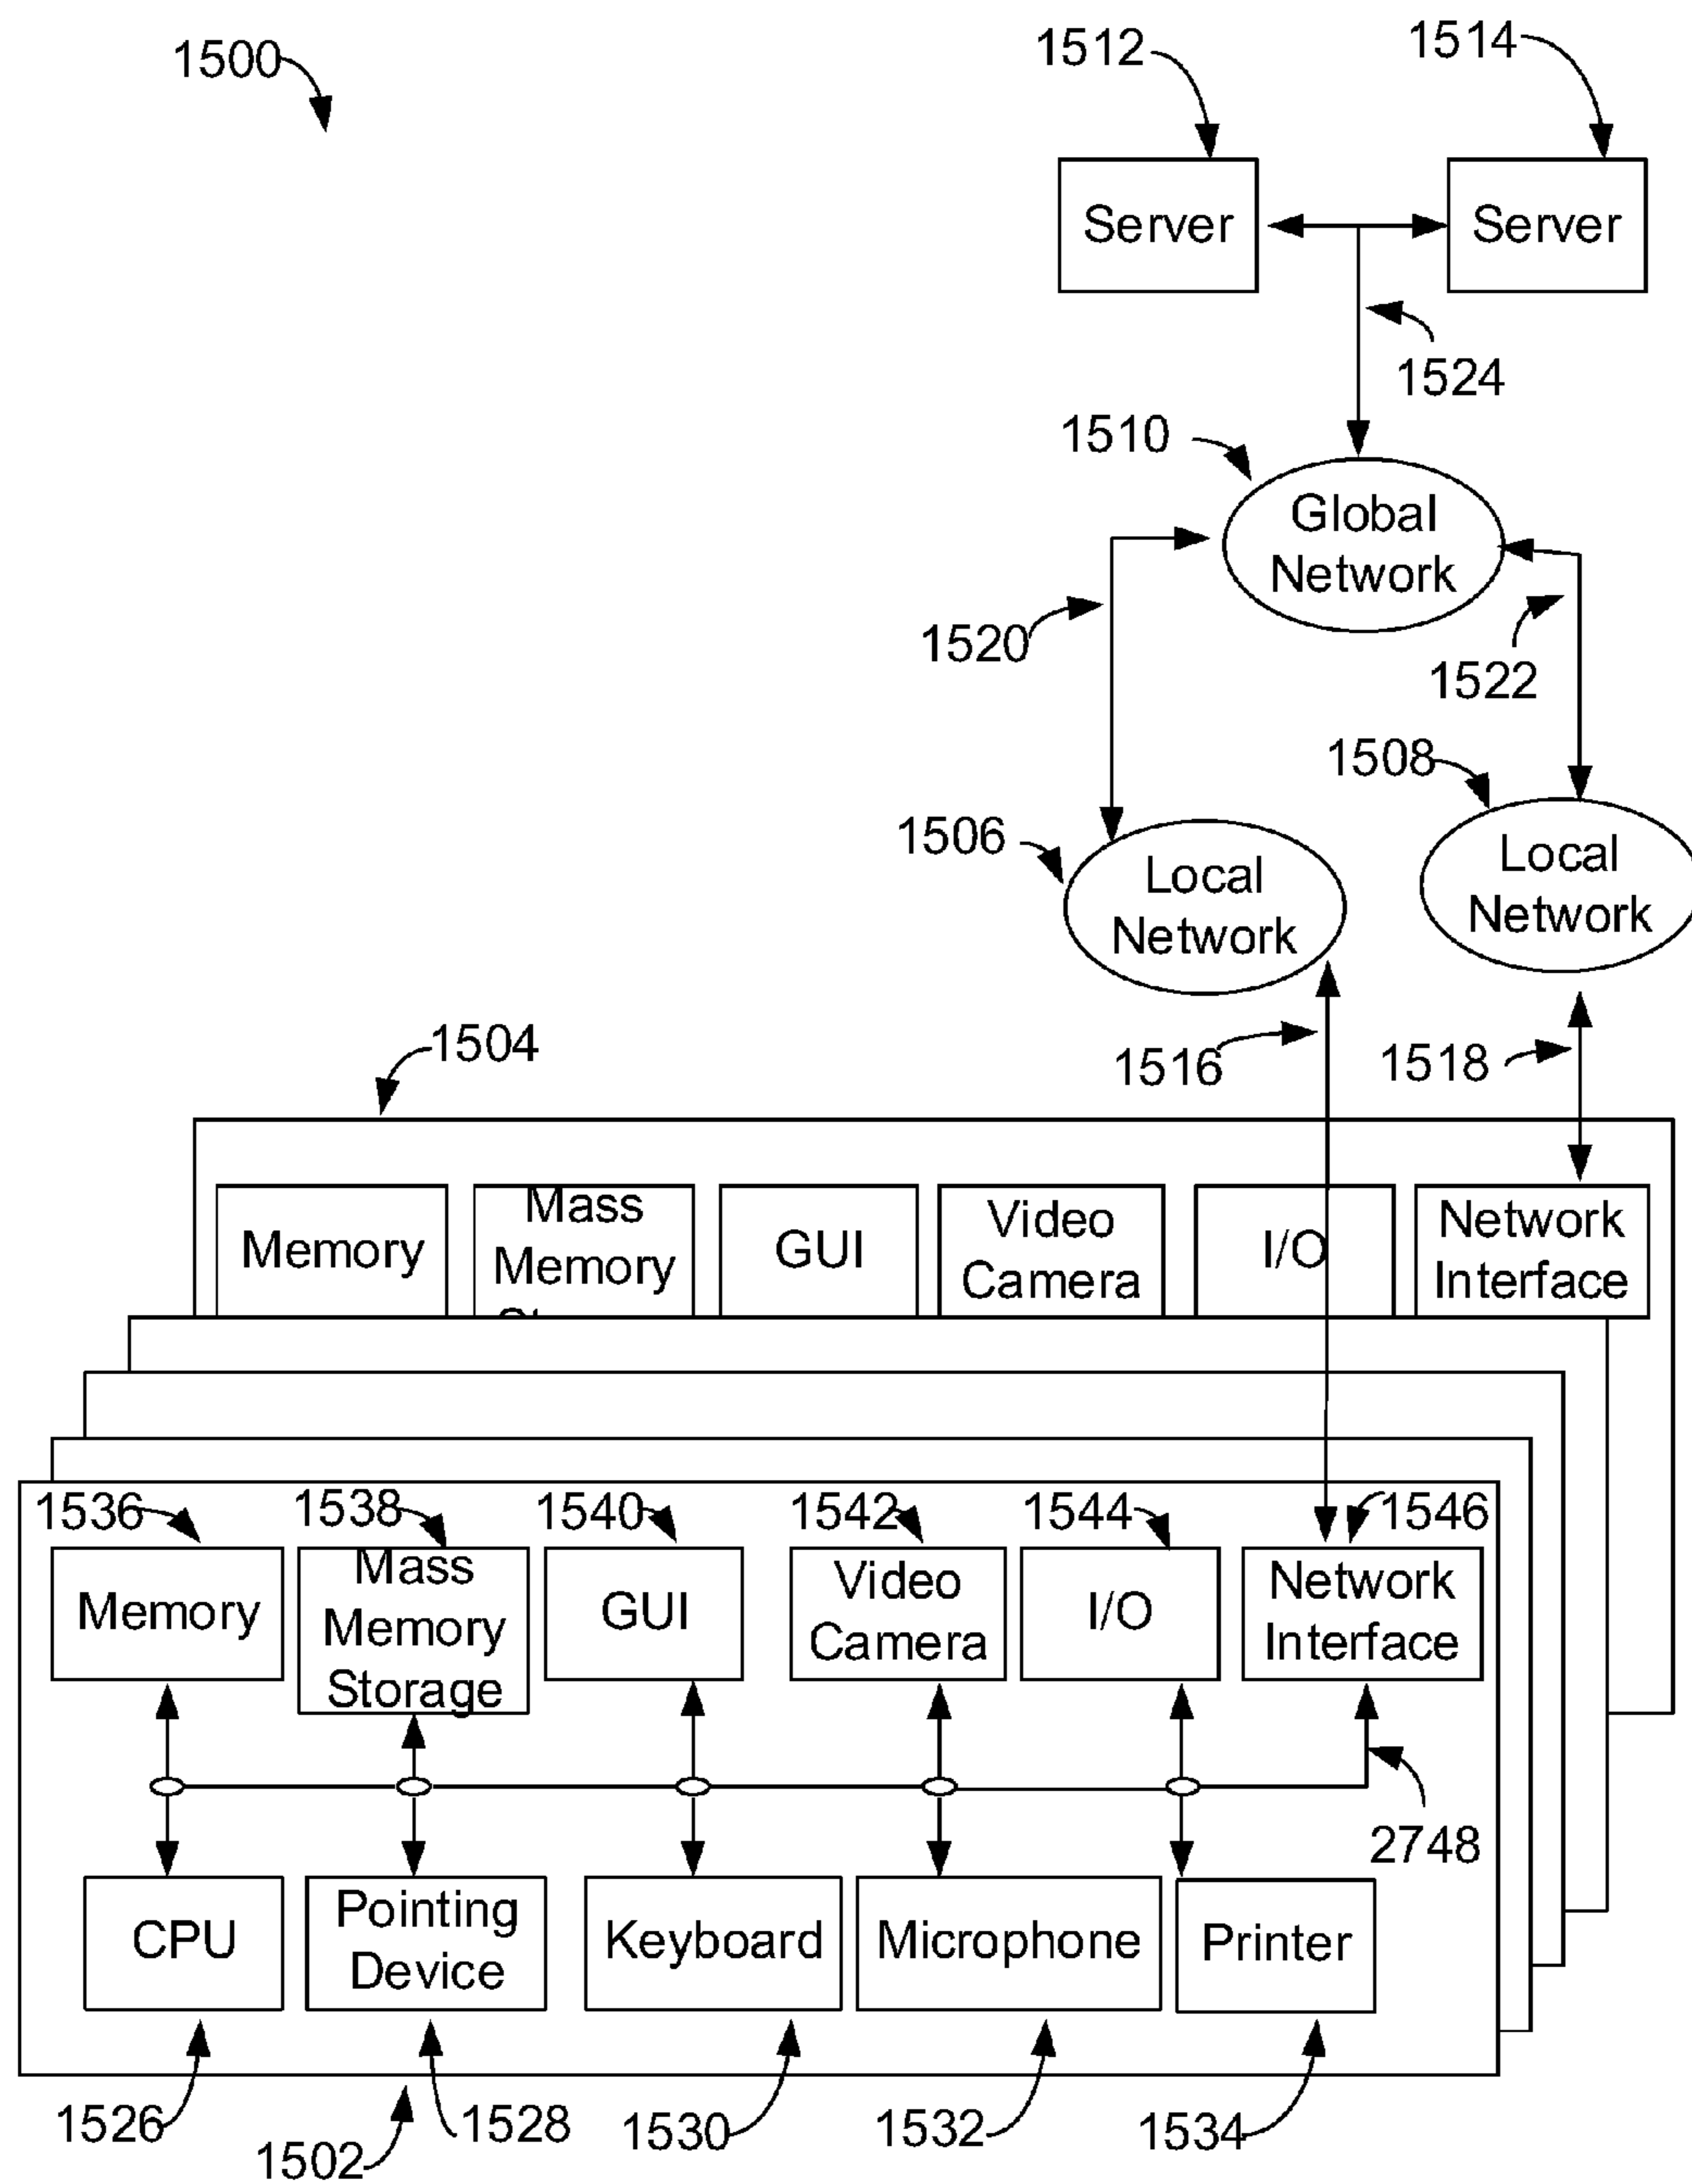 1500
1512
1514
Server
Server
1524
1510
Global
Network
1520
1522
1508
1506
Local
Network
Local
Network
1504
1516
1518
Memory
Mass
Memory
GUI
Video
Camera
I/O
Network
Interface
1536
1538
1540
1542
1544
1546
Memory
Mass
Memory
Storage
GUI
Video
Camera
I/O
Network
Interface
2748
CPU
Pointing
Device
Keyboard
Microphone
Printer
1526
1502
1528
1530
1532
1534